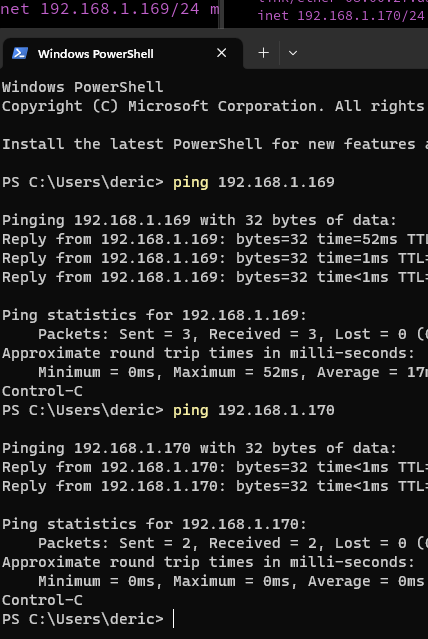 net 192.168.1.169/24 m
inet 192.168.1.170/24
Windows PowerShell
Windows PowerShell
Copyright (C) Microsoft Corporation. All rights
Install the latest PowerShell for new features a
PS C:\Users\deric> ping 192.168.1.169
Pinging 192.168.1.169 with 32 bytes of data:
Reply from 192.168.1.169: bytes=32 time=52ms TTL
Reply from 192.168.1.169: bytes=32 time=1ms TTL=
Reply from 192.168.1.169: bytes=32 time<1ms TTL=
Ping statistics for 192.168.1.169:
Packets: Sent = 3, Received = 3, Lost = 0 (
Approximate round trip times in milli-seconds:
Minimum = 0ms, Maximum = 52ms, Average = 17m
Control-C
PS C:\Users\deric> ping 192.168.1.170
Pinging 192.168.1.170 with 32 bytes of data:
Reply from 192.168.1.170: bytes=32 time<1ms TTL=
Reply from 192.168.1.170: bytes=32 time<1ms TTL=
Ping statistics for 192.168.1.170:
Packets: Sent = 2, Received = 2, Lost = 0 (
Approximate round trip times in milli-seconds:
Minimum = 0ms, Maximum = 0ms, Average = 0ms
Control-C
PS C:\Users\deric>